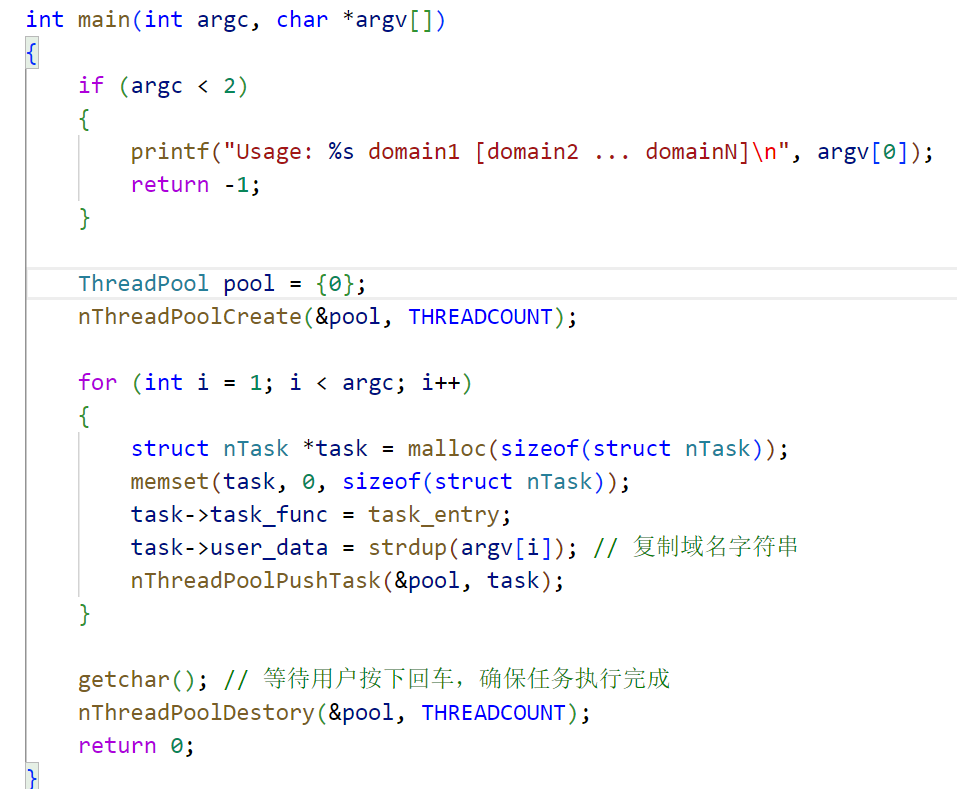 int main(int argc, char *argv[])
{
    if (argc < 2)
    {
        printf("Usage: %s domain1 [domain2 ... domainN]\n", argv[0]);
        return -1;
    }
    ThreadPool pool = {0};
    nThreadPoolCreate(&pool, THREADCOUNT);
    for (int i = 1; i < argc; i++)
    {
        struct nTask *task = malloc(sizeof(struct nTask));
        memset(task, 0, sizeof(struct nTask));
        task->task_func = task_entry;
        task->user_data = strdup(argv[i]); // 复制域名字符串
        nThreadPoolPushTask(&pool, task);
    }
    getchar(); // 等待用户按下回车，确保任务执行完成
    nThreadPoolDestory(&pool, THREADCOUNT);
    return 0;
}